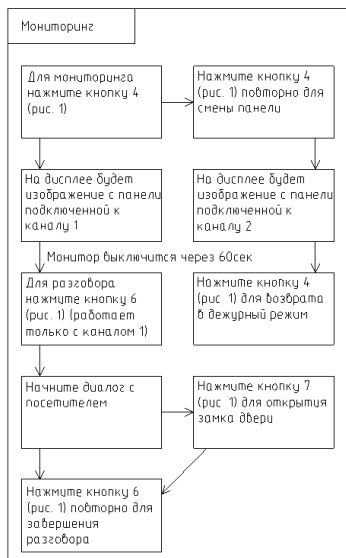 Мониторинг
Для мониторинга
нажмите кнопку 4
(рис. 1)
Нажмите кнопку 4
(рис. 1) повторно для
смены панели
На дисплее будет
изображение с панели
подключенной к
каналу 1
На дисплее будет
изображение с панели
подключенной к
каналу 2
Монитор выключится через 60сек
Для разговора
нажмите кнопку 6
(рис. 1) (работает
только с каналом 1)
Нажмите кнопку 4
(рис 1) для возврата
в дежурный режим
Начните диалог с
посетителем
Нажмите кнопку 7
(рис. 1) для открытия
замка двери
Нажмите кнопку 6
(рис. 1) повторно для
завершения
разговора